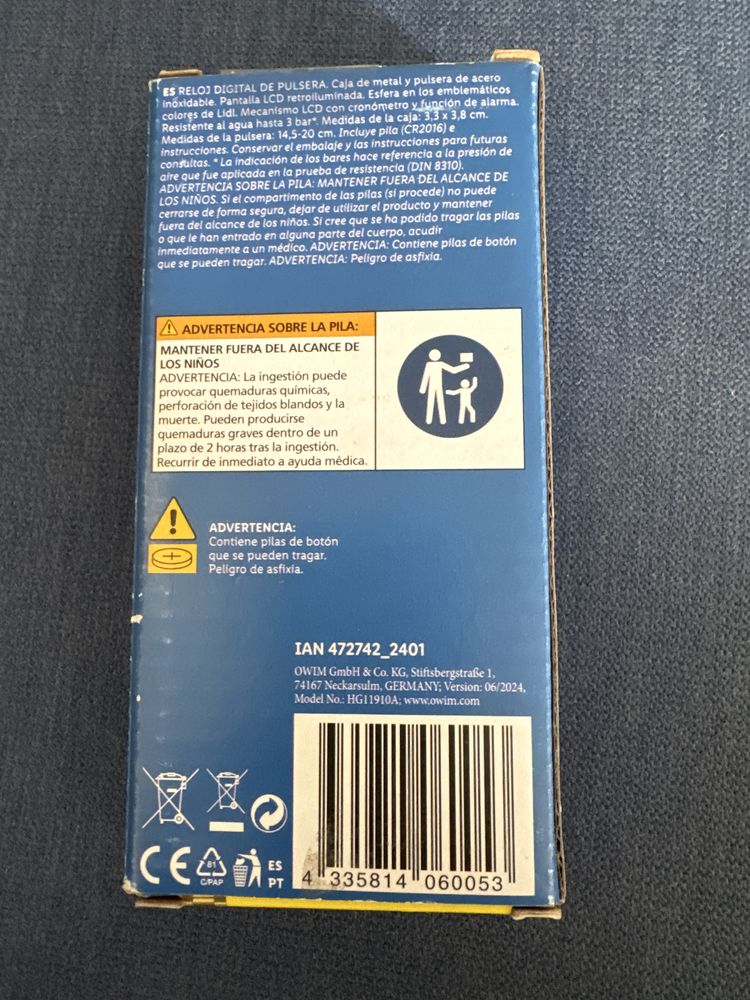 ES RELOJ DIGITAL DE PULSERA. Caja de metal y pulsera de acero
inoxidable. Pantalla LCD retroiluminada. Esfera en los emblemáticos
colores de Lidl. Mecanismo LCD con cronómetro y función de alarma.
Resistente al agua hasta 3 bar*. Medidas de la caja: 3,3 x 3,8 cm.
Medidas de la pulsera: 14,5-20 cm. Incluye pila (CR2016) e
instrucciones. Conservar el embalaje y las instrucciones para futuras
consultas. * La indicación de los bares hace referencia a la presión de
aire que fue aplicada en la prueba de resistencia (DIN 8310).
ADVERTENCIA SOBRE LA PILA: MANTENER FUERA DEL ALCANCE DE
LOS NIÑOS. Si el compartimento de las pilas (si procede) no puede
cerrarse de forma segura, dejar de utilizar el producto y mantener
fuera del alcance de los niños. Si cree que se ha podido tragar las pilas
o que le han entrado en alguna parte del cuerpo, acudir
inmediatamente a un médico. ADVERTENCIA: Contiene pilas de botón
que se pueden tragar. ADVERTENCIA: Peligro de asfixia.
ADVERTENCIA SOBRE LA PILA:
MANTENER FUERA DEL ALCANCE DE
LOS NIÑOS
ADVERTENCIA: La ingestión puede
provocar quemaduras químicas,
perforación de tejidos blandos y la
muerte. Pueden producirse
quemaduras graves dentro de un
plazo de 2 horas tras la ingestión.
Recurrir de inmediato a ayuda médica.
ADVERTENCIA:
Contiene pilas de botón
que se pueden tragar.
Peligro de asfixia.
IAN 472742_2401
OWIM GmbH & Co. KG, Stiftsbergstraße 1,
74167 Neckarsulm, GERMANY; Version: 06/2024,
Model No.: HG11910A; www.owim.com
CE
81
C/PAP
ES
PT
4 335814 060053